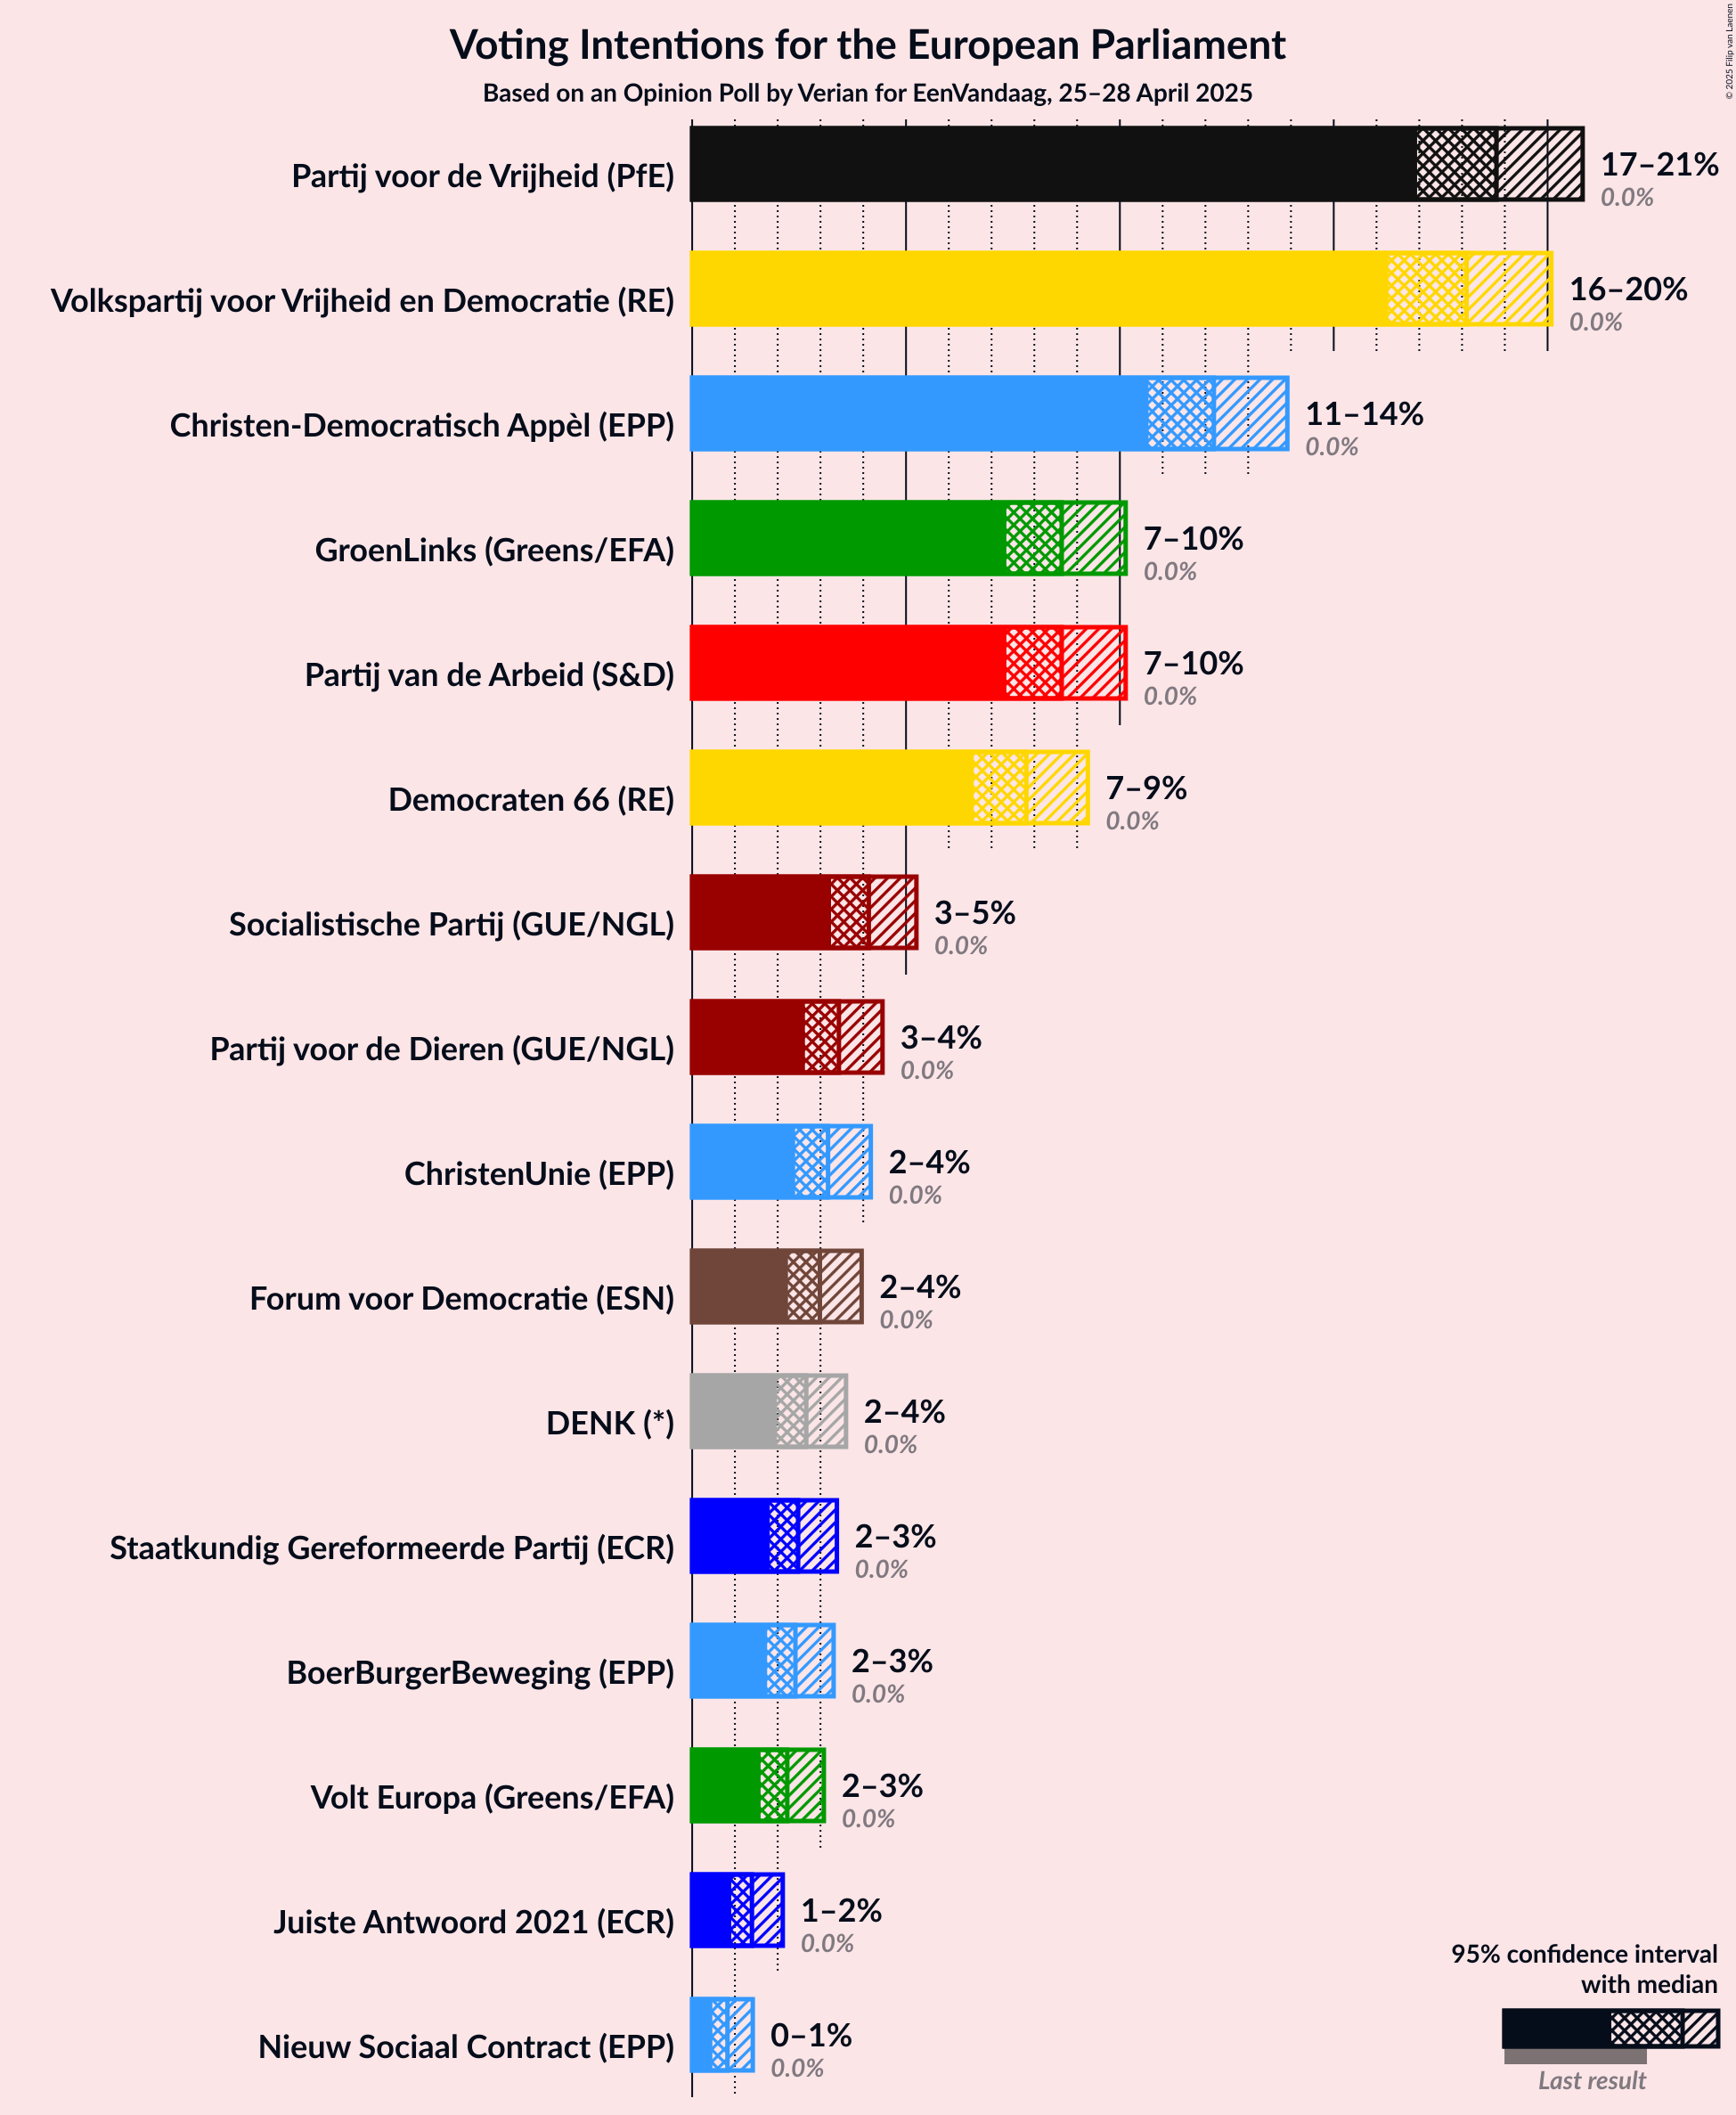 Voting Intentions for the European Parliament
Based on an Opinion Poll by Verian for EenVandaag, 25–28 April 2025
© 2025 Filip van Laenen
Partij voor de Vrijheid (PfE)
17–21%
0.0%
Volkspartij voor Vrijheid en Democratie (RE)
16–20%
0.0%
Christen-Democratisch Appèl (EPP)
11–14%
0.0%
GroenLinks (Greens/EFA)
7–10%
0.0%
Partij van de Arbeid (S&D)
7–10%
0.0%
Democraten 66 (RE)
7–9%
0.0%
Socialistische Partij (GUE/NGL)
3–5%
0.0%
Partij voor de Dieren (GUE/NGL)
3–4%
0.0%
ChristenUnie (EPP)
2–4%
0.0%
Forum voor Democratie (ESN)
2–4%
0.0%
DENK (*)
2–4%
0.0%
Staatkundig Gereformeerde Partij (ECR)
2–3%
0.0%
BoerBurgerBeweging (EPP)
2–3%
0.0%
Volt Europa (Greens/EFA)
2–3%
0.0%
Juiste Antwoord 2021 (ECR)
1–2%
0.0%
Nieuw Sociaal Contract (EPP)
0–1%
0.0%
95% confidence interval
with median
Last result